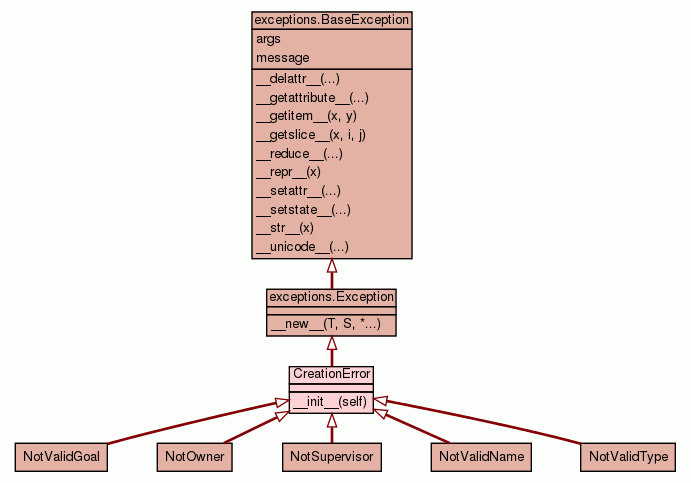 exceptions.BaseException
args
message
__delattr__(...)
__getattribute__(...)
__getitem__(x, y)
__getslice__(x, i, j)
__reduce__(...)
__repr__(x)
__setattr__(...)
__setstate__(...)
__str__(x)
__unicode__(...)
exceptions.Exception
__new__(T, S, *...)
CreationError
__init__(self)
NotValidGoal
NotOwner
NotSupervisor
NotValidName
NotValidType